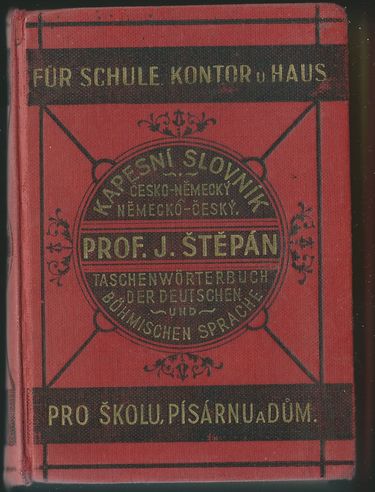 FÜR SCHULE KONTOR U HAUS
KAPESNÍ SLOVNÍK
ČESKO-NĚMECKÝ
NĚMECKO-ČESKÝ.
PROF. J. ŠTĚPÁN
TASCHENWÖRTERBUCH
DER DEUTSCHEN
UND
BÖHMISCHEN SPRACHE
PRO ŠKOLU, PÍSÁRNU A DŮM.